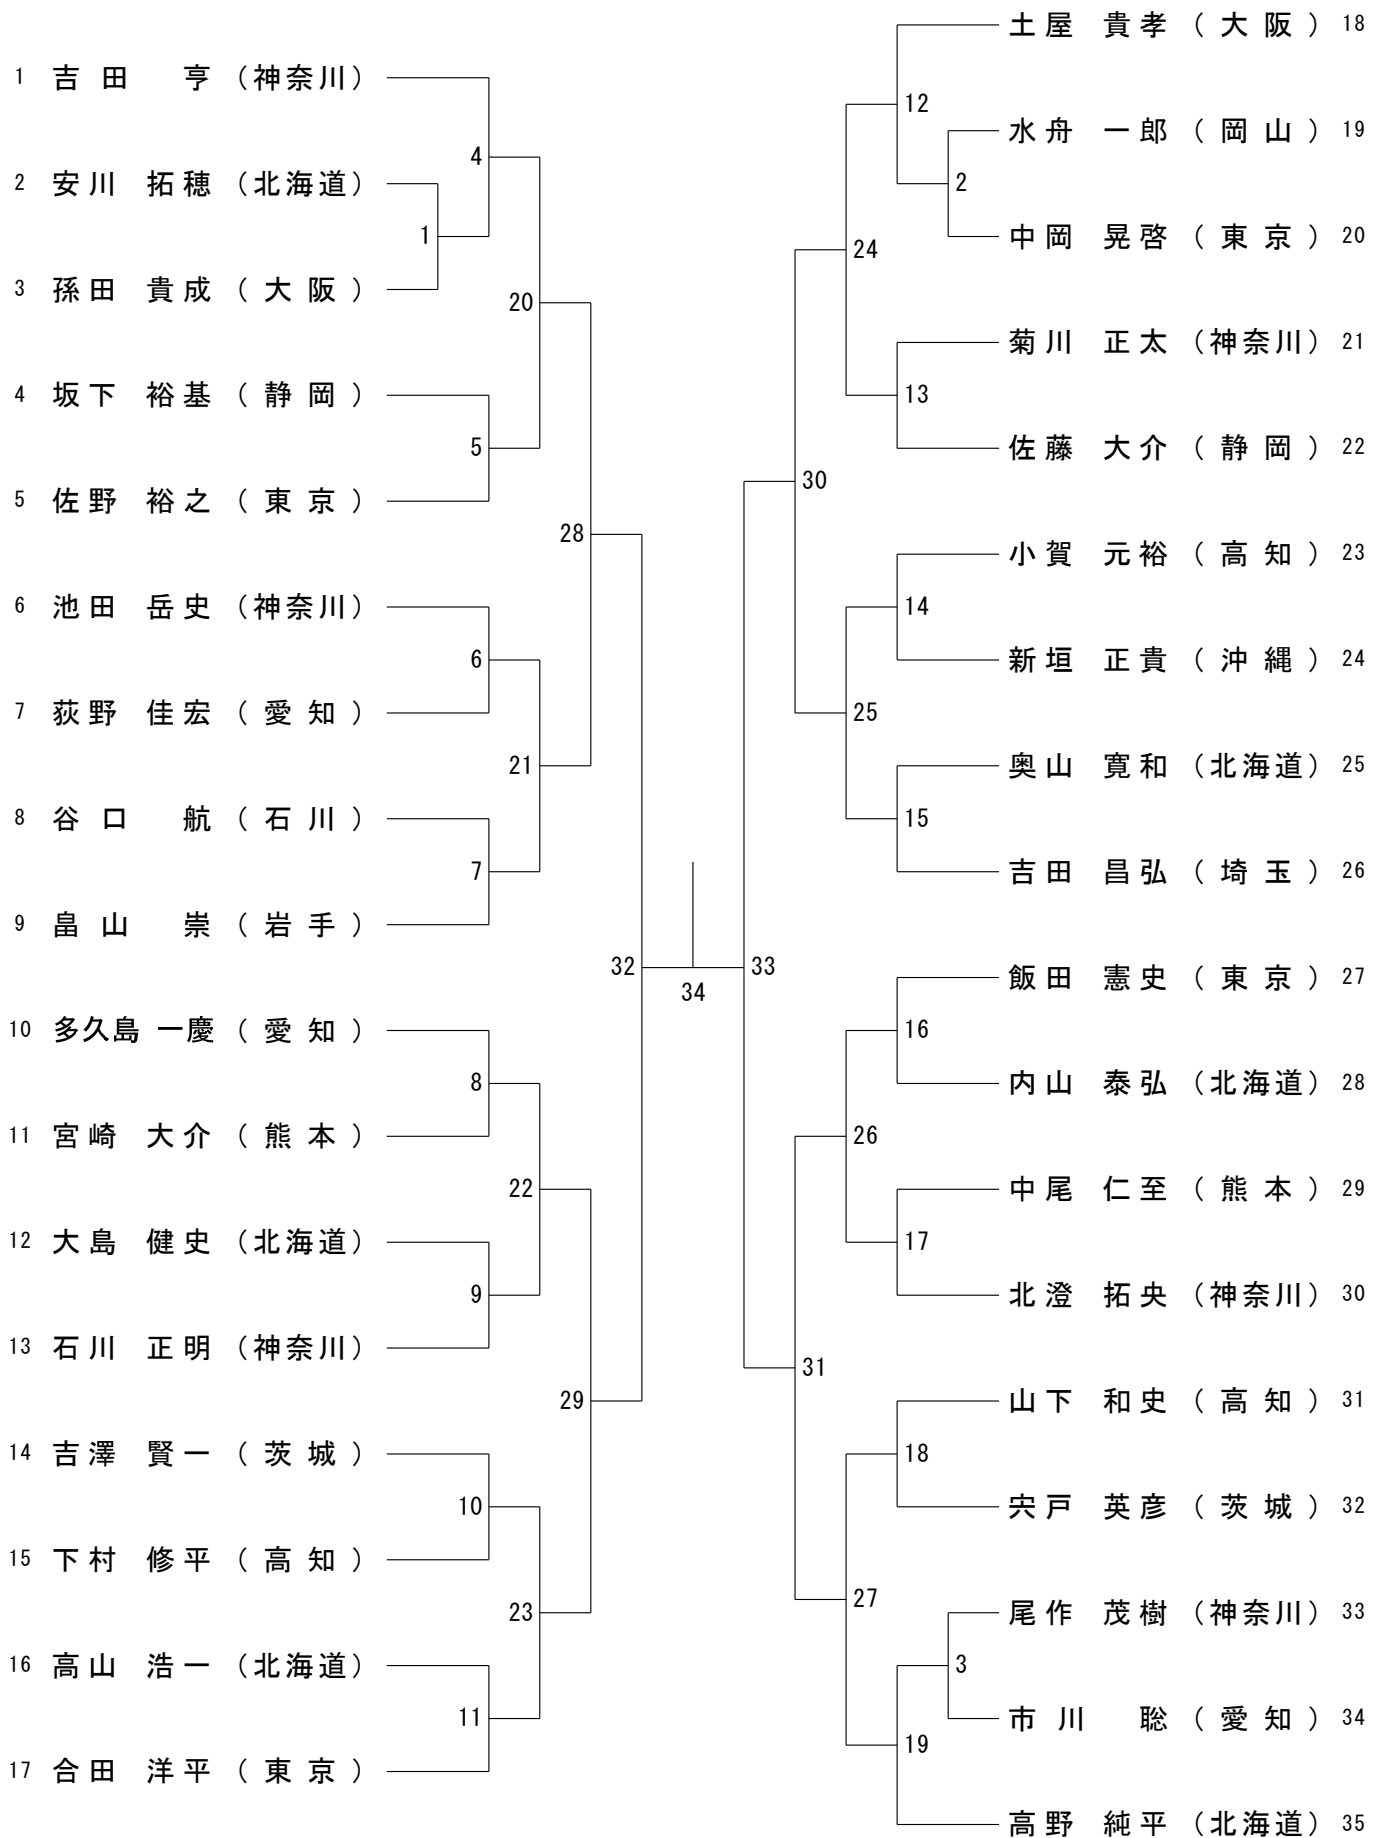 1 吉田 亨 (神奈川)
2 安川 拓穂 (北海道)
3 孫田 貴成 (大阪)
4 坂下 裕基 (静岡)
5 佐野 裕之 (東京)
6 池田 岳史 (神奈川)
7 荻野 佳宏 (愛知)
8 谷口 航 (石川)
9 畠山 崇 (岩手)
10 多久島 一慶 (愛知)
11 宮崎 大介 (熊本)
12 大島 健史 (北海道)
13 石川 正明 (神奈川)
14 吉澤 賢一 (茨城)
15 下村 修平 (高知)
16 高山 浩一 (北海道)
17 合田 洋平 (東京)
1
4
5
6
7
8
9
10
11
20
21
22
23
28
29
32
34
33
30
31
24
25
26
27
12
13
14
15
16
17
18
19
2
3
土屋 貴孝 (大阪) 18
水舟 一郎 (岡山) 19
中岡 晃啓 (東京) 20
菊川 正太 (神奈川) 21
佐藤 大介 (静岡) 22
小賀 元裕 (高知) 23
新垣 正貴 (沖縄) 24
奥山 寛和 (北海道) 25
吉田 昌弘 (埼玉) 26
飯田 憲史 (東京) 27
内山 泰弘 (北海道) 28
中尾 仁至 (熊本) 29
北澄 拓央 (神奈川) 30
山下 和史 (高知) 31
宍戸 英彦 (茨城) 32
尾作 茂樹 (神奈川) 33
市川 聡 (愛知) 34
高野 純平 (北海道) 35